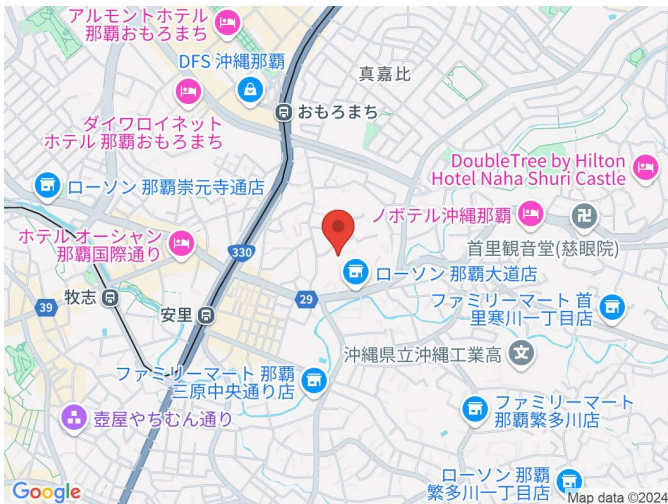 アルモントホテル
那覇おもろまち
DFS 沖縄那覇
真嘉比
おもろまち
ダイワロイネット
ホテル 那覇おもろまち
DoubleTree by Hilton
Hotel Naha Shuri Castle
ローソン 那覇崇元寺通店
ノボテル沖縄那覇
ホテル オーシャン
那覇国際通り
330
首里観音堂(慈眼院)
ローソン 那覇大道店
牧志
39
安里
29
ファミリーマート 首
里寒川一丁目店
沖縄県立沖縄工業高
ファミリーマート 那覇
三原中央通り店
壺屋やちむん通り
ファミリーマート
那覇繁多川店
ローソン 那覇
繁多川一丁目店
Google
Map data ©2024